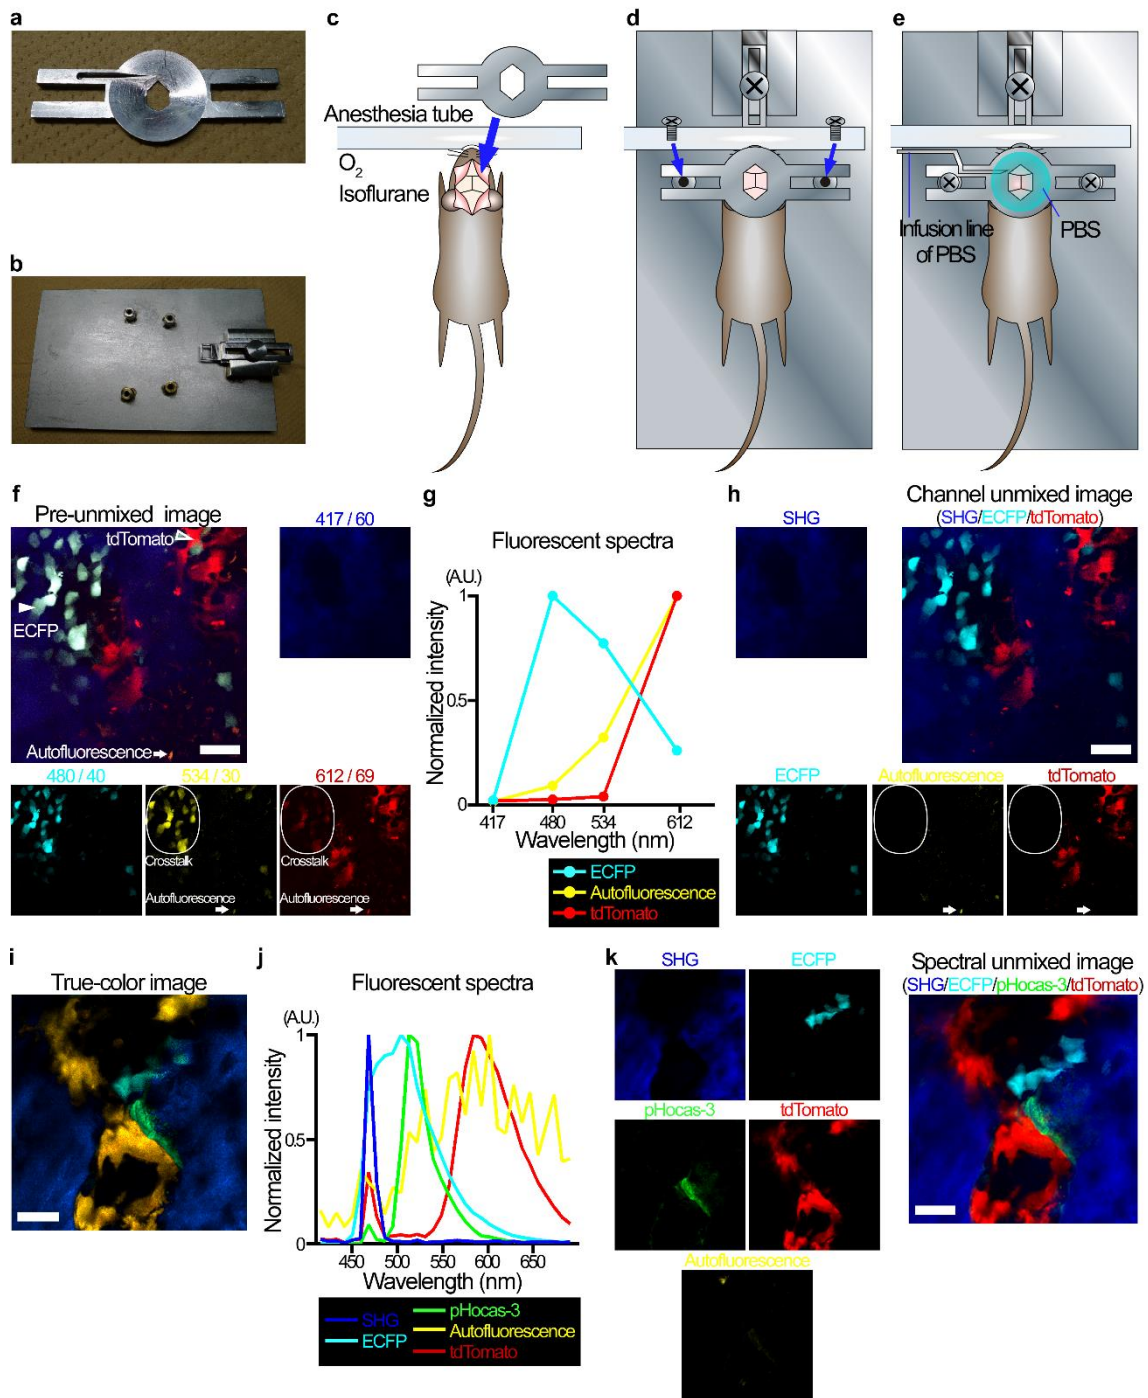 a
b
c
Anesthesia tube
O2
Isoflurane
d
e
Infusion line
of PBS
PBS
f
Pre-unmixed image
tdTomato
ECFP
Autofluorescence
417 / 60
480 / 40
534 / 30
Crosstalk
Autofluorescence
612 / 69
Crosstalk
Autofluorescence
g
Fluorescent spectra
(A.U.)
Normalized intensity
1
0.5
0
417 480 534 612
Wavelength (nm)
ECFP
Autofluorescence
tdTomato
h
SHG
Channel unmixed image
(SHG/ECFP/tdTomato)
ECFP
Autofluorescence
tdTomato
i
True-color image
j
Fluorescent spectra
(A.U.)
Normalized intensity
1
0.5
0
450 500 550 600 650
Wavelength (nm)
SHG
ECFP
pHocas-3
Autofluorescence
tdTomato
k
SHG
ECFP
pHocas-3
tdTomato
Autofluorescence
Spectral unmixed image
(SHG/ECFP/pHocas-3/tdTomato)